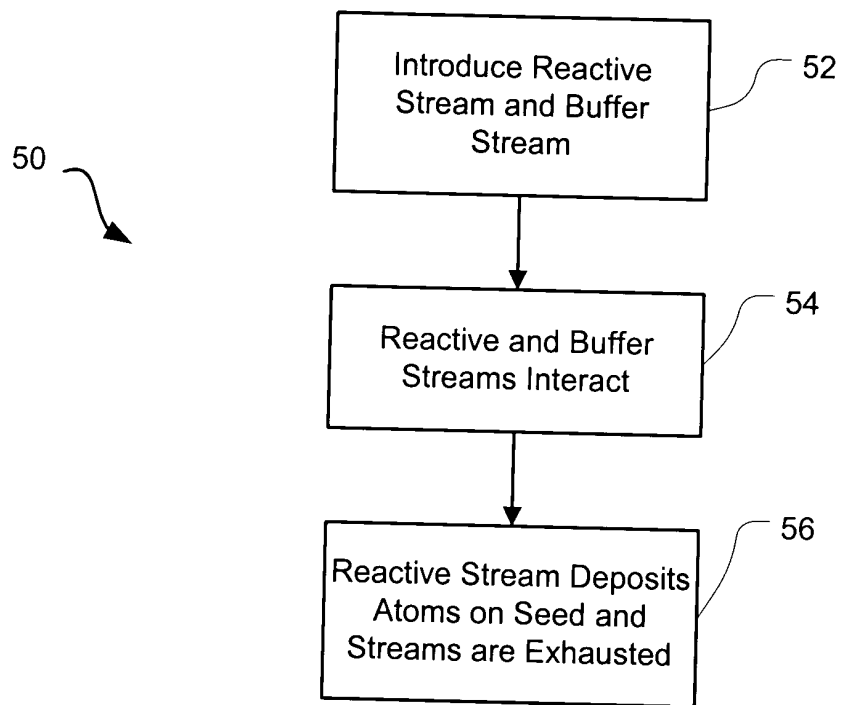 Introduce Reactive
Stream and Buffer
Stream
52
50
Reactive and Buffer
Streams Interact
54
Reactive Stream Deposits
Atoms on Seed and
Streams are Exhausted
56